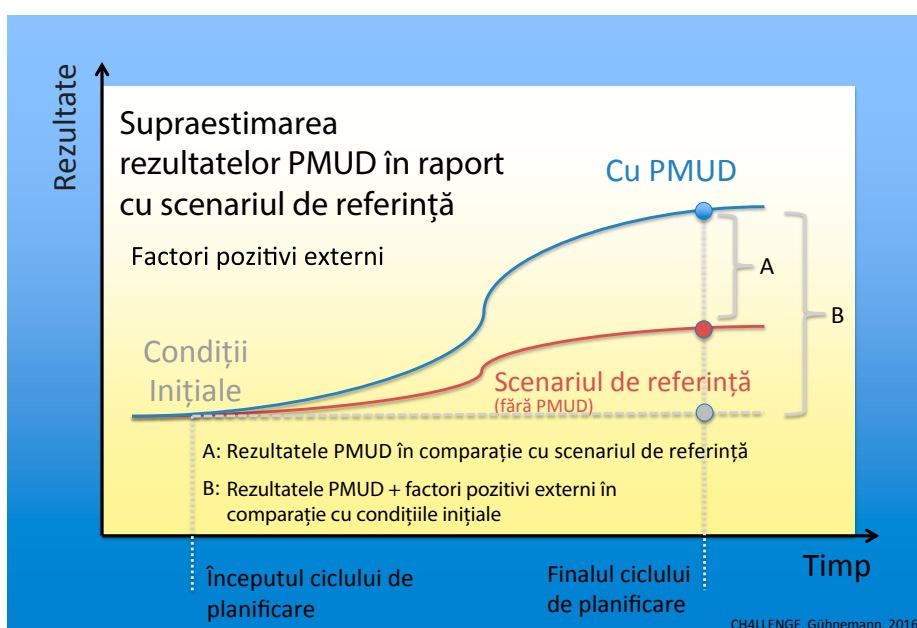 Rezultate
Supraestimarea
rezultatelor PMUD în raport
cu scenariul de referință
Cu PMUD
Factori pozitivi externi
A
B
Condiții
Inițiale
Scenariul de referință
(fără PMUD)
A: Rezultatele PMUD în comparație cu scenariul de referință
B: Rezultatele PMUD + factori pozitivi externi în
comparație cu condițiile inițiale
Începutul ciclului de
planificare
Finalul ciclului
de planificare
Timp
CH4LLENGE, Gühnemann, 2016